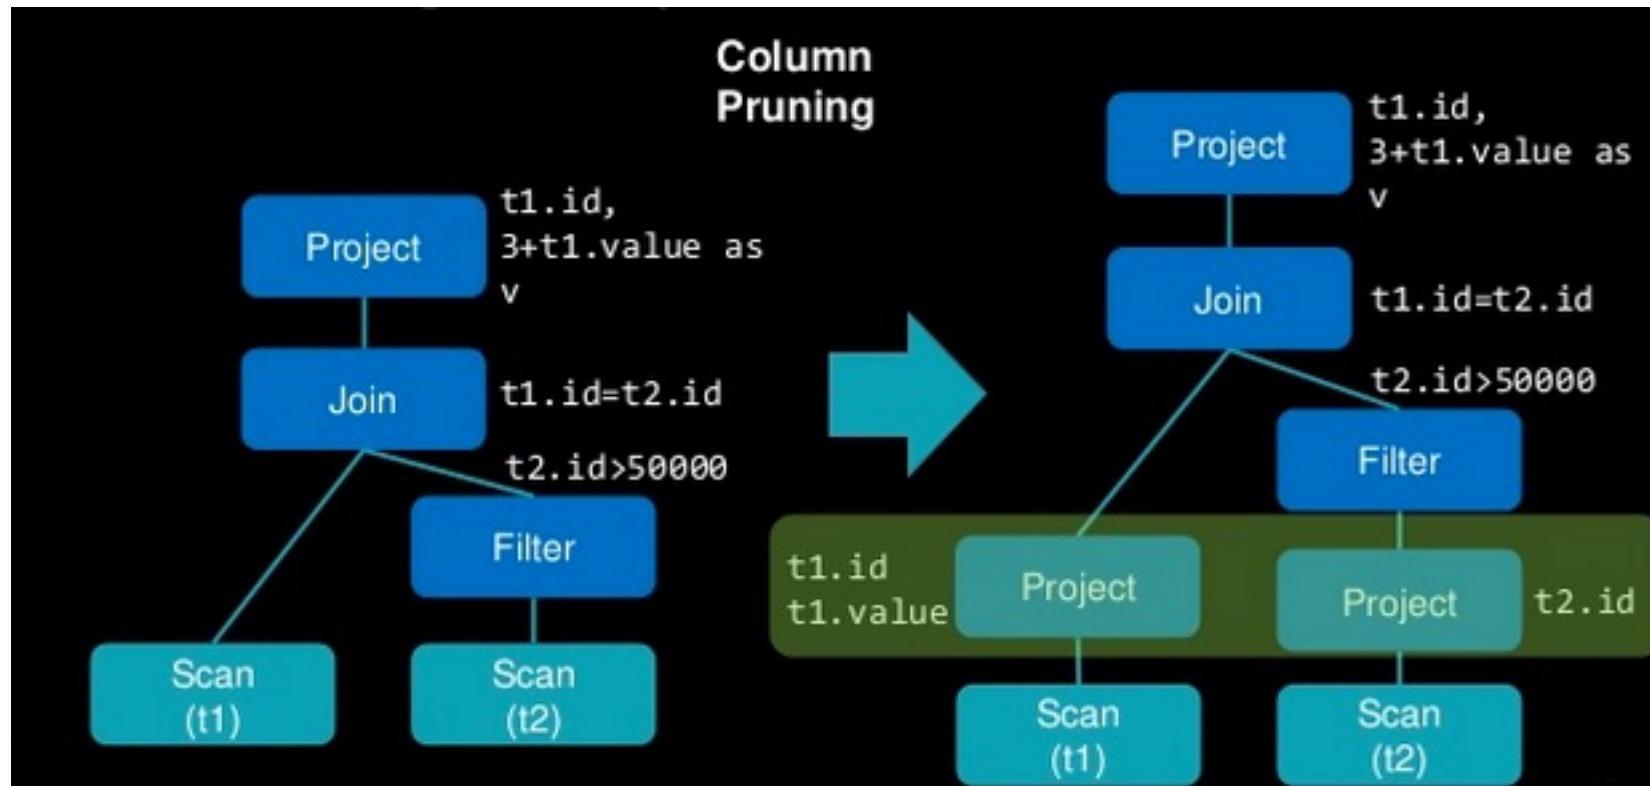 Column
Pruning
t1.id,
3+t1.value as
v
Project
Join
t1.id=t2.id
t2.id>50000
Filter
Scan
(t1)
Scan
(t2)
t1.id,
3+t1.value as
v
Project
Join
t1.id=t2.id
t2.id>50000
Filter
t1.id
t1.value
Project
Project
t2.id
Scan
(t1)
Scan
(t2)